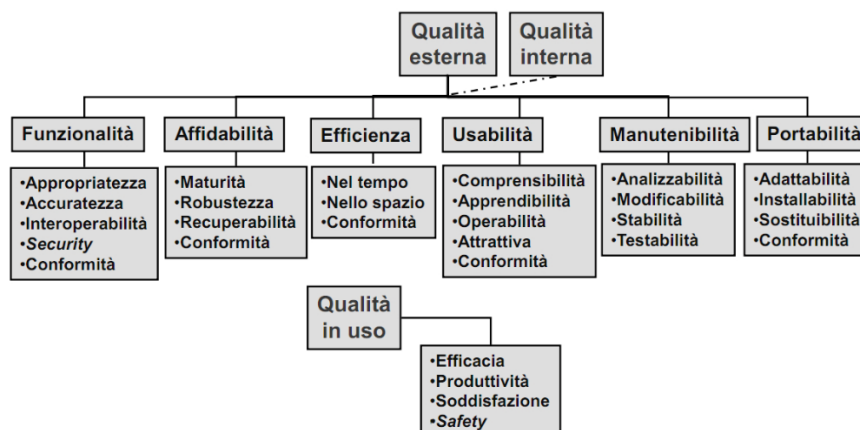 Qualità
esterna
Qualità
interna
Funzionalità
Affidabilità
Efficienza
Usabilità
Manutenibilità
Portabilità
•Appropriatezza
•Accuratezza
•Interoperabilità
•Security
•Conformità
•Maturità
•Robustezza
•Recuperabilità
•Conformità
•Nel tempo
•Nello spazio
•Conformità
•Comprensibilità
•Apprendibilità
•Operabilità
•Attrattiva
•Conformità
•Analizzabilità
•Modificabilità
•Stabilità
•Testabilità
•Adattabilità
•Installabilità
•Sostituibilità
•Conformità
Qualità
in uso
•Efficacia
•Produttività
•Soddisfazione
•Safety